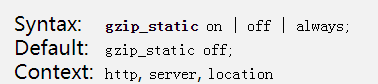 Syntax: gzip_static on | off | always;
Default: gzip_static off;
Context: http, server, location